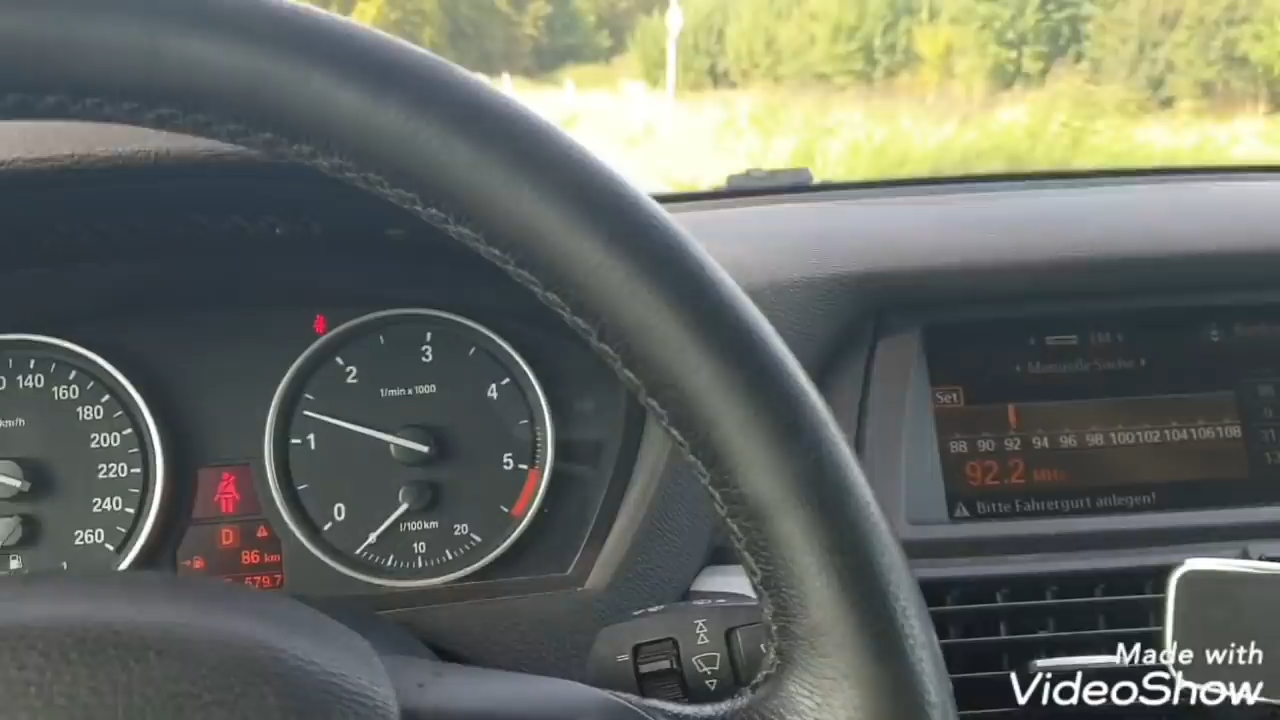 Manuelle Suche
Set
88 90 92 94 96 98 100 102 104 106 108
92.2 MHz
Bitte Fahrergurt anlegen!
140
160
180
200
220
240
260
km/h
0
1
2
3
4
5
1/min x 1000
l/100km
10
20
D
86 km
579.7
Made with
VideoShow